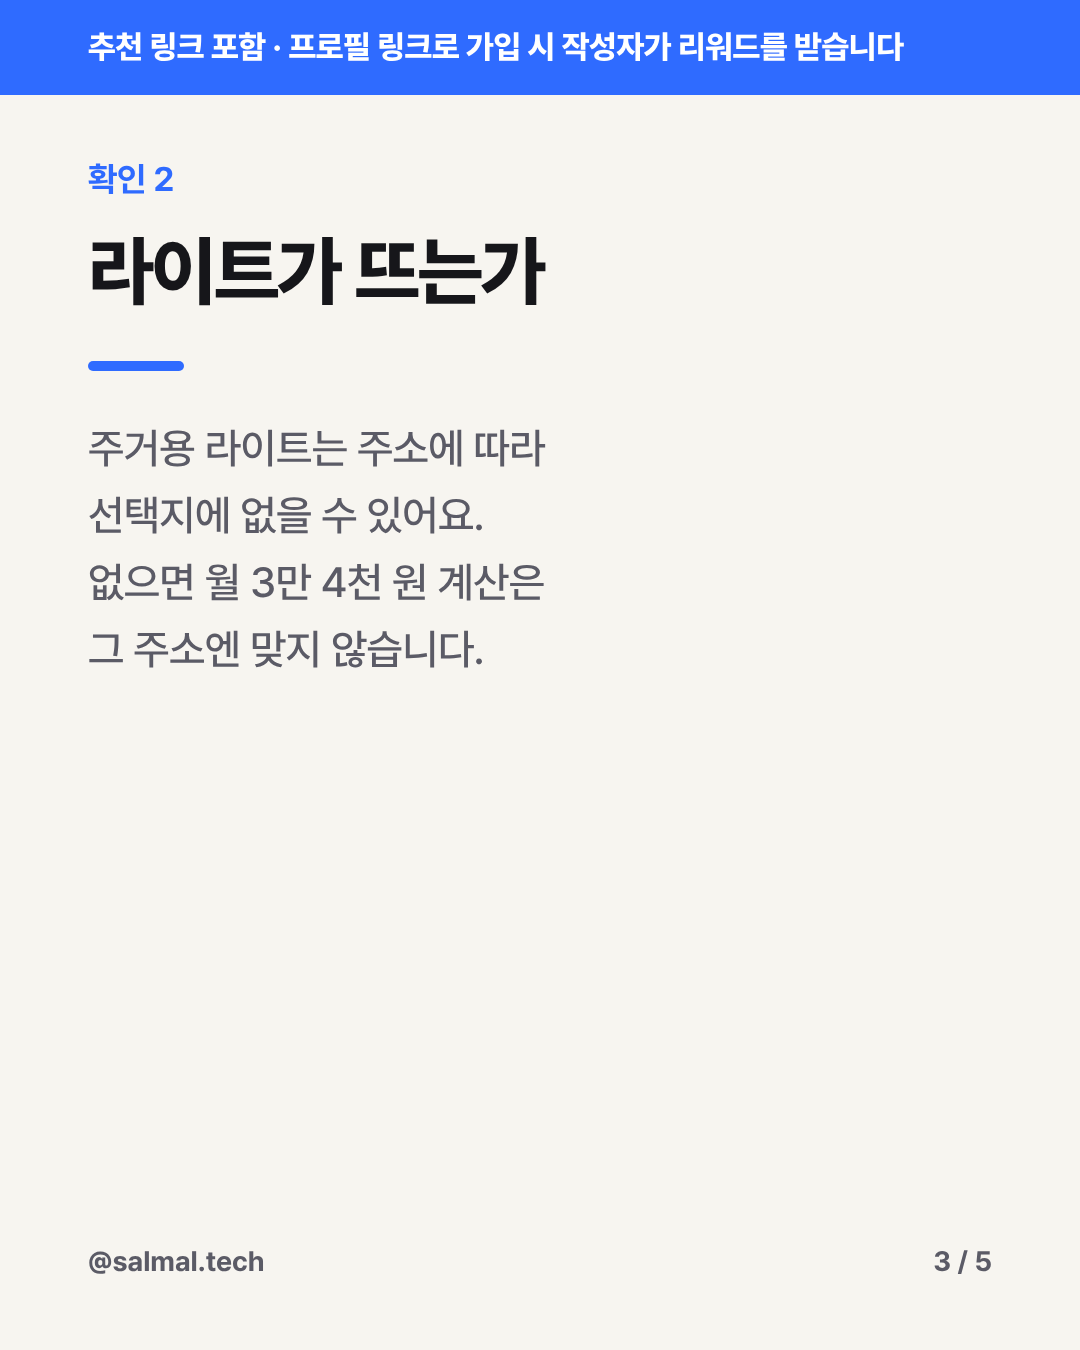 추천 링크 포함 · 프로필 링크로 가입 시 작성자가 리워드를 받습니다
확인 2
라이트가 뜨는가
주거용 라이트는 주소에 따라
선택지에 없을 수 있어요.
없으면 월 3만 4천 원 계산은
그 주소엔 맞지 않습니다.
@salmal.tech
3 / 5